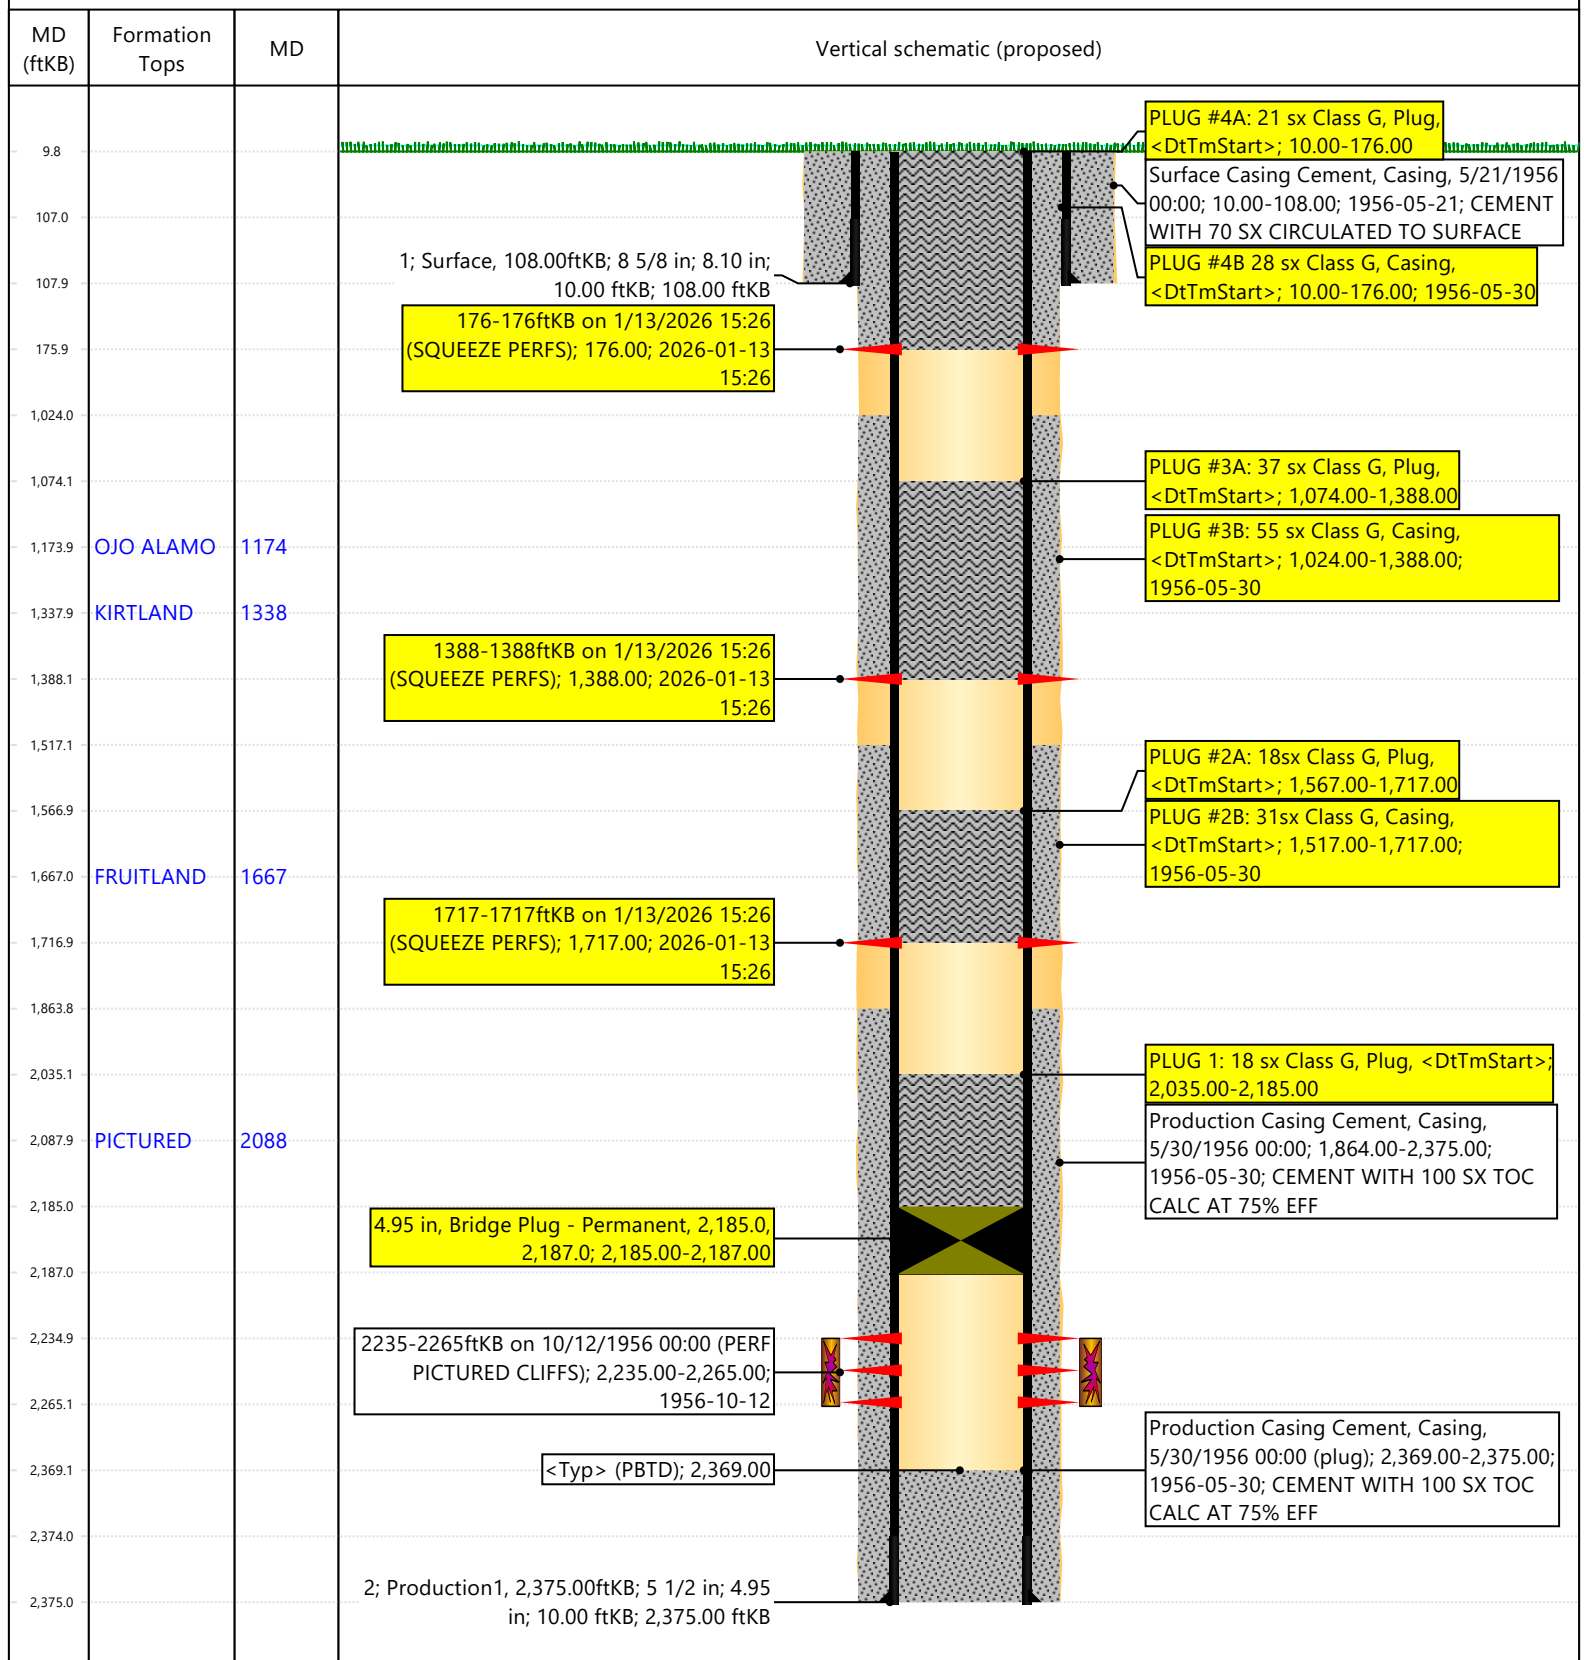 MD
(ftKB)
Formation
Tops
MD
Vertical schematic (proposed)
9.8
107.0
107.9
175.9
1,024.0
1,074.1
1,173.9
1,337.9
1,388.1
1,517.1
1,566.9
1,667.0
1,716.9
1,863.8
2,035.1
2,087.9
2,185.0
2,187.0
2,234.9
2,265.1
2,369.1
2,374.0
2,375.0
OJO ALAMO 1174
KIRTLAND 1338
FRUITLAND 1667
PICTURED 2088
1; Surface, 108.00ftKB; 8 5/8 in; 8.10 in;
10.00 ftKB; 108.00 ftKB
176-176ftKB on 1/13/2026 15:26
(SQUEEZE PERFS); 176.00; 2026-01-13
15:26
1388-1388ftKB on 1/13/2026 15:26
(SQUEEZE PERFS); 1,388.00; 2026-01-13
15:26
1717-1717ftKB on 1/13/2026 15:26
(SQUEEZE PERFS); 1,717.00; 2026-01-13
15:26
4.95 in, Bridge Plug - Permanent, 2,185.0,
2,187.0; 2,185.00-2,187.00
2235-2265ftKB on 10/12/1956 00:00 (PERF
PICTURED CLIFFS); 2,235.00-2,265.00;
1956-10-12
<Typ> (PBTD); 2,369.00
2; Production1, 2,375.00ftKB; 5 1/2 in; 4.95
in; 10.00 ftKB; 2,375.00 ftKB
PLUG #4A: 21 sx Class G, Plug,
<DtTmStart>; 10.00-176.00
Surface Casing Cement, Casing, 5/21/1956
00:00; 10.00-108.00; 1956-05-21; CEMENT
WITH 70 SX CIRCULATED TO SURFACE
PLUG #4B 28 sx Class G, Casing,
<DtTmStart>; 10.00-176.00; 1956-05-30
PLUG #3A: 37 sx Class G, Plug,
<DtTmStart>; 1,074.00-1,388.00
PLUG #3B: 55 sx Class G, Casing,
<DtTmStart>; 1,024.00-1,388.00;
1956-05-30
PLUG #2A: 18sx Class G, Plug,
<DtTmStart>; 1,567.00-1,717.00
PLUG #2B: 31sx Class G, Casing,
<DtTmStart>; 1,517.00-1,717.00;
1956-05-30
PLUG 1: 18 sx Class G, Plug, <DtTmStart>;
2,035.00-2,185.00
Production Casing Cement, Casing,
5/30/1956 00:00; 1,864.00-2,375.00;
1956-05-30; CEMENT WITH 100 SX TOC
CALC AT 75% EFF
Production Casing Cement, Casing,
5/30/1956 00:00 (plug); 2,369.00-2,375.00;
1956-05-30; CEMENT WITH 100 SX TOC
CALC AT 75% EFF